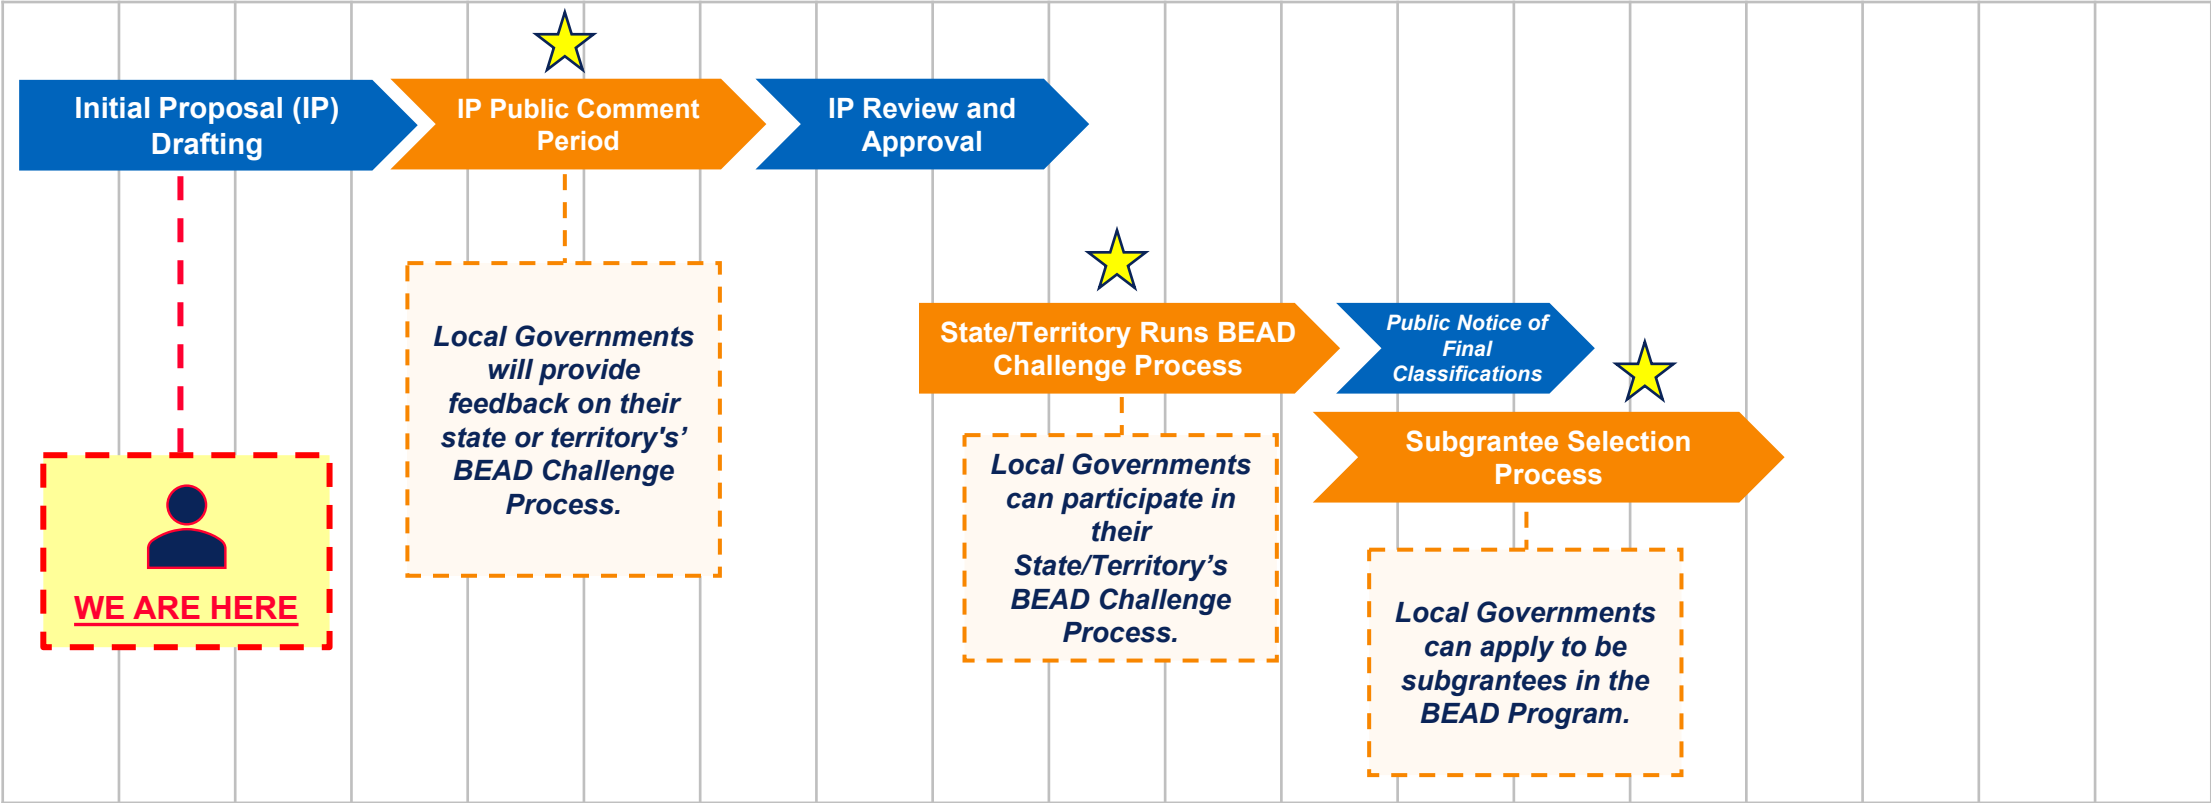 Initial Proposal (IP)
Drafting
IP Public Comment
Period
IP Review and
Approval
Local Governments
will provide
feedback on their
state or territory's’
BEAD Challenge
Process.
State/Territory Runs BEAD
Challenge Process
Public Notice of
Final
Classifications
Subgrantee Selection
Process
Local Governments
can participate in
their
State/Territory’s
BEAD Challenge
Process.
WE ARE HERE
Local Governments
can apply to be
subgrantees in the
BEAD Program.